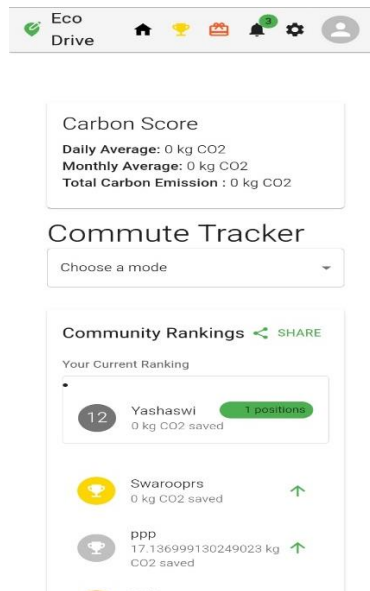 Eco
Drive
3
Carbon Score
Daily Average: 0 kg CO2
Monthly Average: 0 kg CO2
Total Carbon Emission : 0 kg CO2
Commute Tracker
Choose a mode
Community Rankings SHARE
Your Current Ranking
12
Yashaswi
1 positions
0 kg CO2 saved
Swarooprs
0 kg CO2 saved
ppp
17.136999130249023 kg
CO2 saved